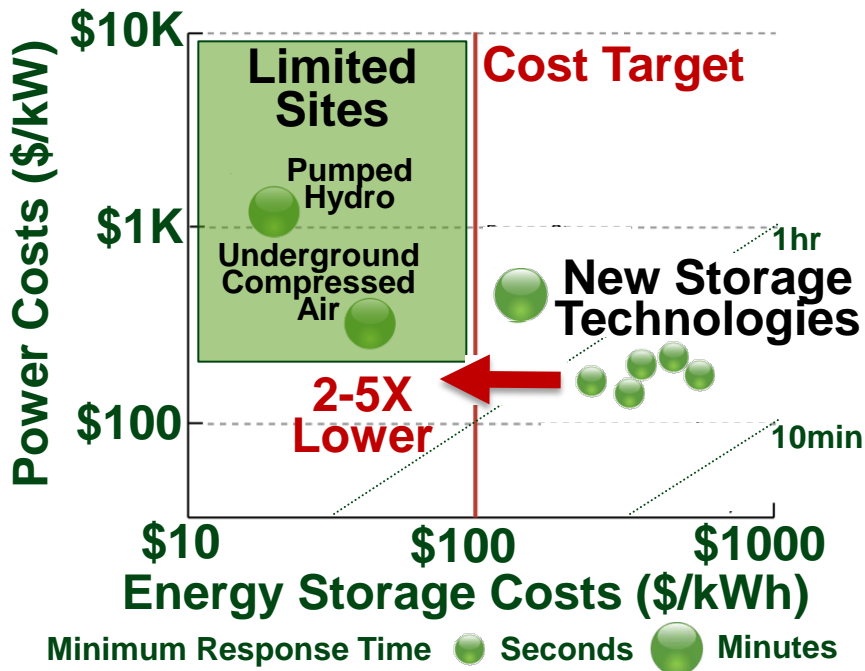 $10K
$1K
$100
Power Costs ($/kW)
Limited
Sites
Cost Target
Pumped
Hydro
Underground
Compressed
Air
1hr
New Storage
Technologies
2-5X
Lower
10min
$10
$100
$1000
Energy Storage Costs ($/kWh)
Minimum Response Time Seconds Minutes